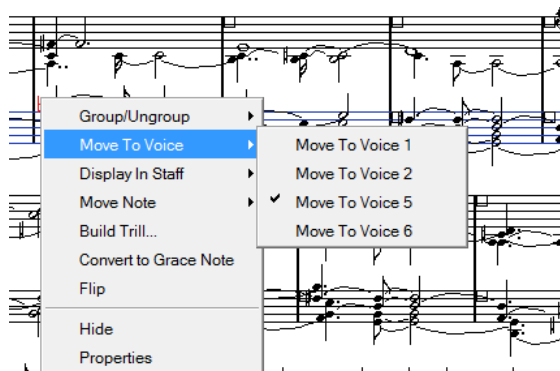 Group/Ungroup
Move To Voice
Display In Staff
Move Note
Build Trill...
Convert to Grace Note
Flip
Hide
Properties
Move To Voice 1
Move To Voice 2
Move To Voice 5
Move To Voice 6